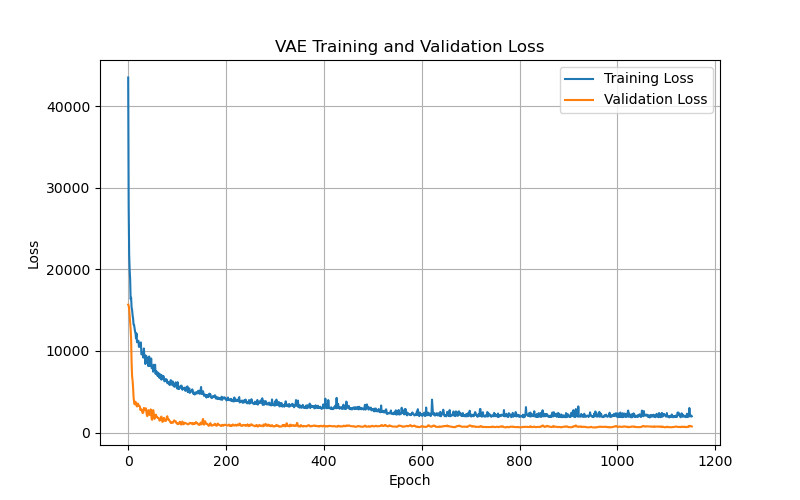 VAE Training and Validation Loss
Training Loss
Validation Loss
40000
30000
20000
10000
0
Loss
0 200 400 600 800 1000 1200
Epoch